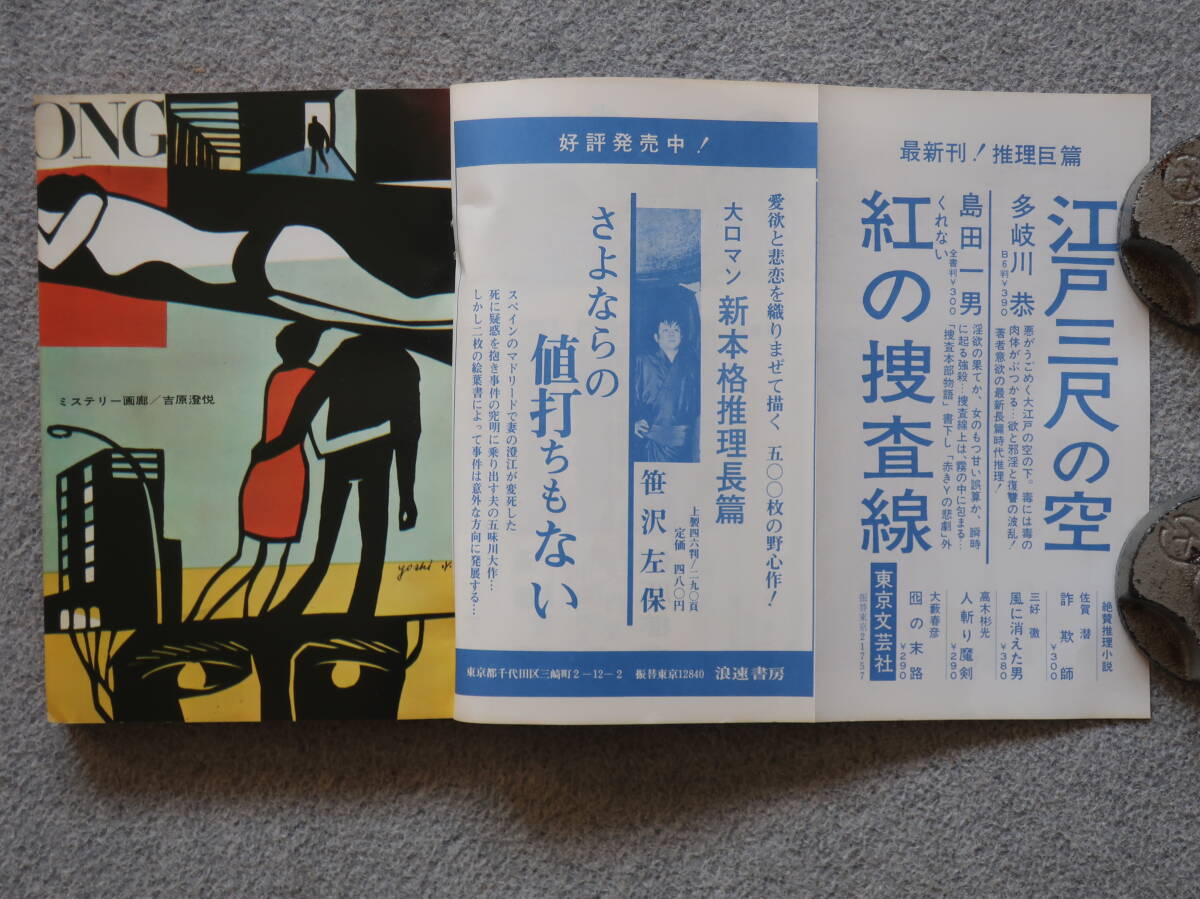 ONG
ミステリー画廊/吉原澄悦
yoshi
好評発売中!
愛欲と悲恋を織りまぜて描く 五〇〇枚の野心作!
大ロマン 新本格推理長篇
笹沢左保
上製四六判/二九〇頁
定価 四八〇円
さよならの
値打ちもない
スペインのマドリードで妻の澄江が変死した
死に疑惑を抱き事件の究明に乗り出す夫の五味川大作…
しかし二枚の絵葉書によって事件は意外な方向に発展する…
東京都千代田区三崎町2-12-2 振替東京12840 浪速書房
最新刊!推理巨篇
江戸三尺の空
多岐川 恭
B6判¥390
悪がうごめく大江戸の空の下。毒には毒の
肉体がぶつかる…欲と邪淫と復讐の波乱!
著者意欲の最新長篇時代推理!
島田一男
全書判¥300
くれない
紅の捜査線
淫欲の果てか、女のもつ甘い誤算か、瞬時
に起る強殺…捜査線上は、霧の中に包まる…
「捜査本部物語」書下し「赤きYの悲劇」外
絶賛推理小説
佐賀 潜
詐欺師
¥300
三好 徹
風に消えた男
¥380
高木彬光
人斬り魔剣
¥290
大藪春彦
囮の末路
¥290
東京文芸社
振替東京21757